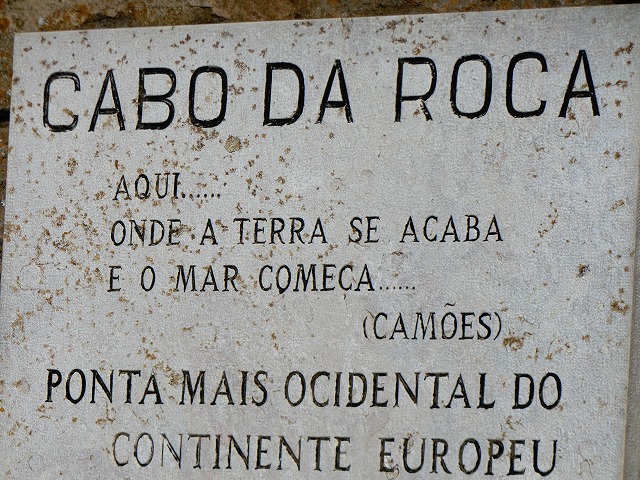 CABO DA ROCA
AQUI......
ONDE A TERRA SE ACABA
E O MAR COMECA......
(CAMÕES)
PONTA MAIS OCIDENTAL DO
CONTINENTE EUROPEU